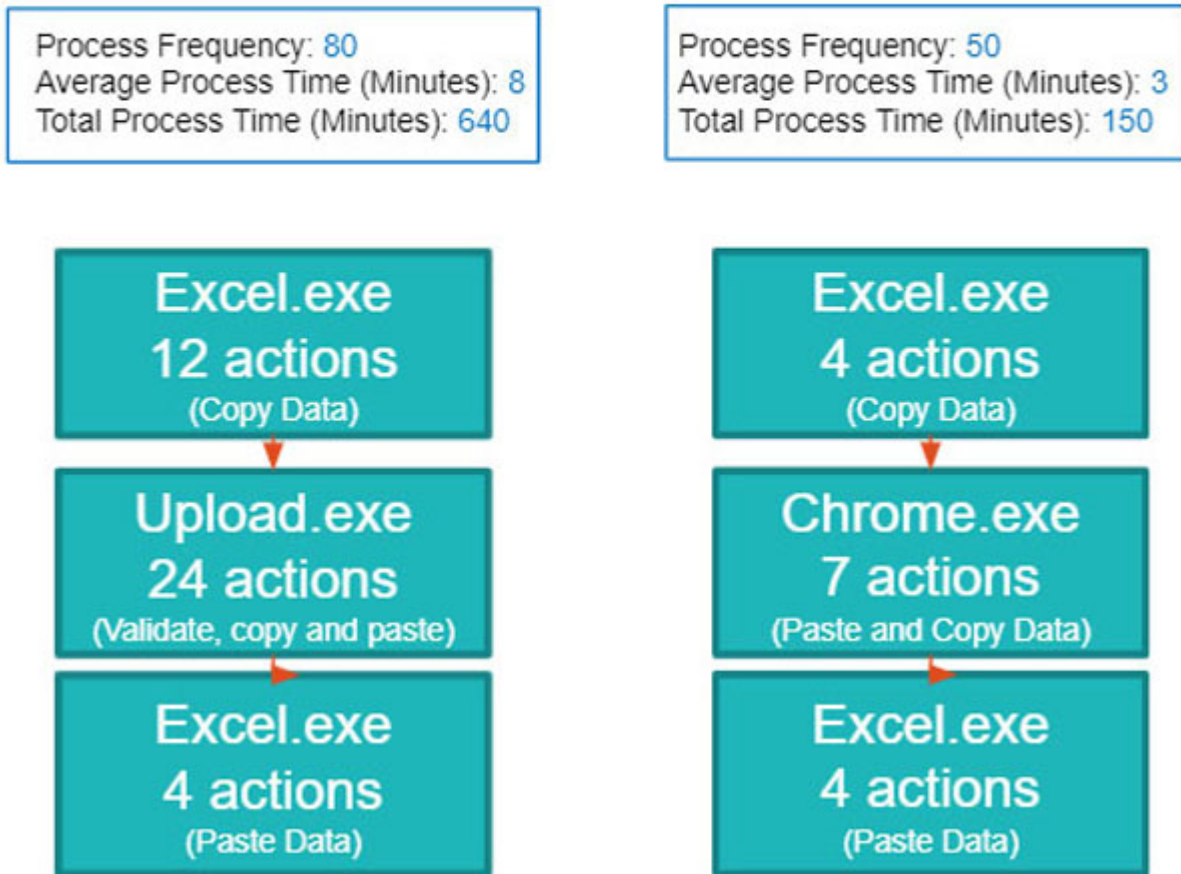 Process Frequency: 80
Average Process Time (Minutes): 8
Total Process Time (Minutes): 640
Process Frequency: 50
Average Process Time (Minutes): 3
Total Process Time (Minutes): 150
Excel.exe
12 actions
(Copy Data)
Upload.exe
24 actions
(Validate, copy and paste)
Excel.exe
4 actions
(Paste Data)
Excel.exe
4 actions
(Copy Data)
Chrome.exe
7 actions
(Paste and Copy Data)
Excel.exe
4 actions
(Paste Data)